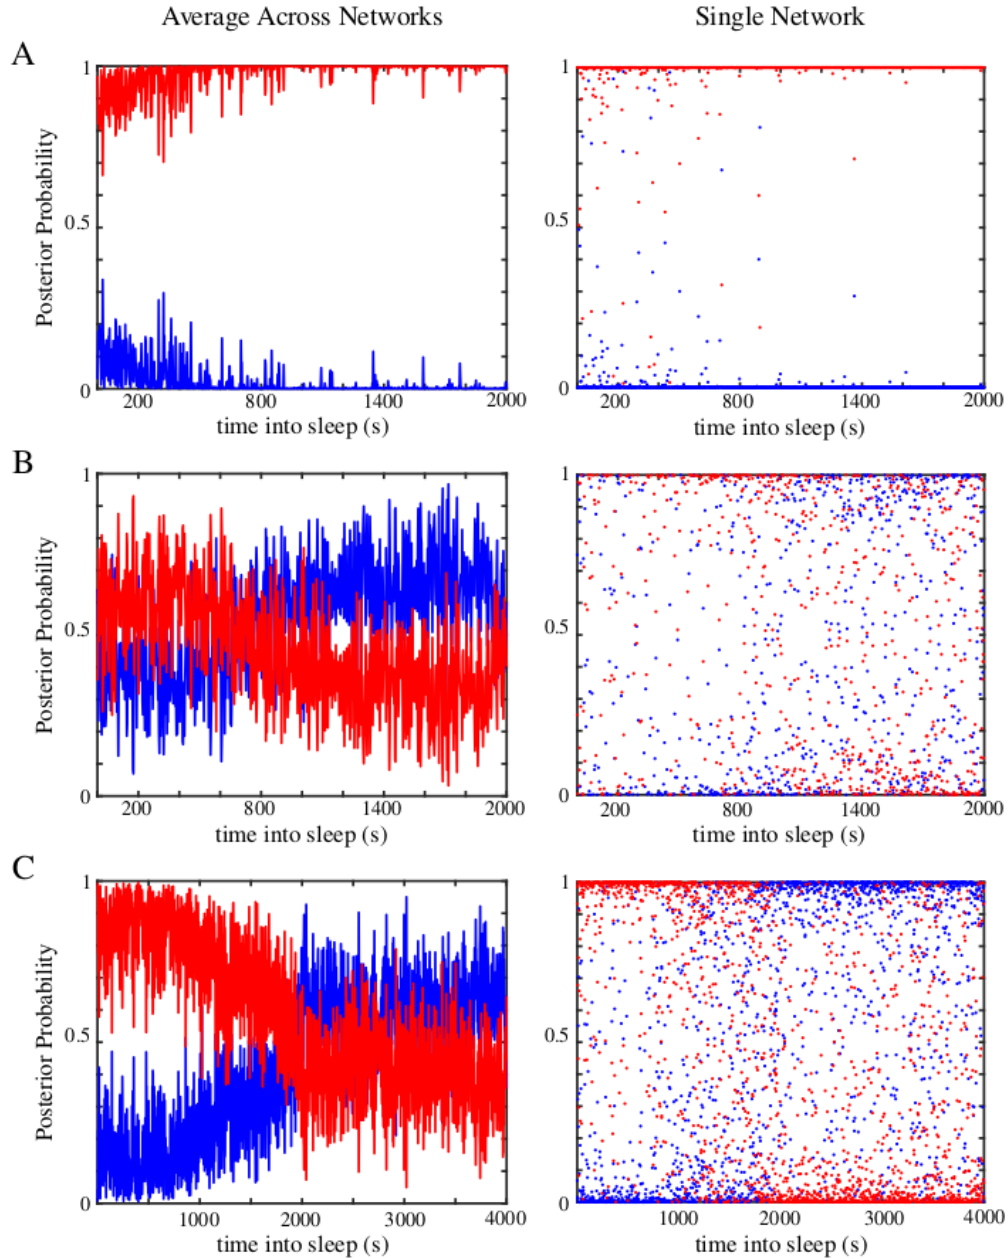 Average Across Networks
Single Network
A
1
0.5
0
Posterior Probability
200 800 1400 2000
time into sleep (s)
1
0.5
0
200 800 1400 2000
time into sleep (s)
B
1
0.5
0
Posterior Probability
200 800 1400 2000
time into sleep (s)
1
0.5
0
200 800 1400 2000
time into sleep (s)
C
1
0.5
0
Posterior Probability
1000 2000 3000 4000
time into sleep (s)
1
0.5
0
1000 2000 3000 4000
time into sleep (s)